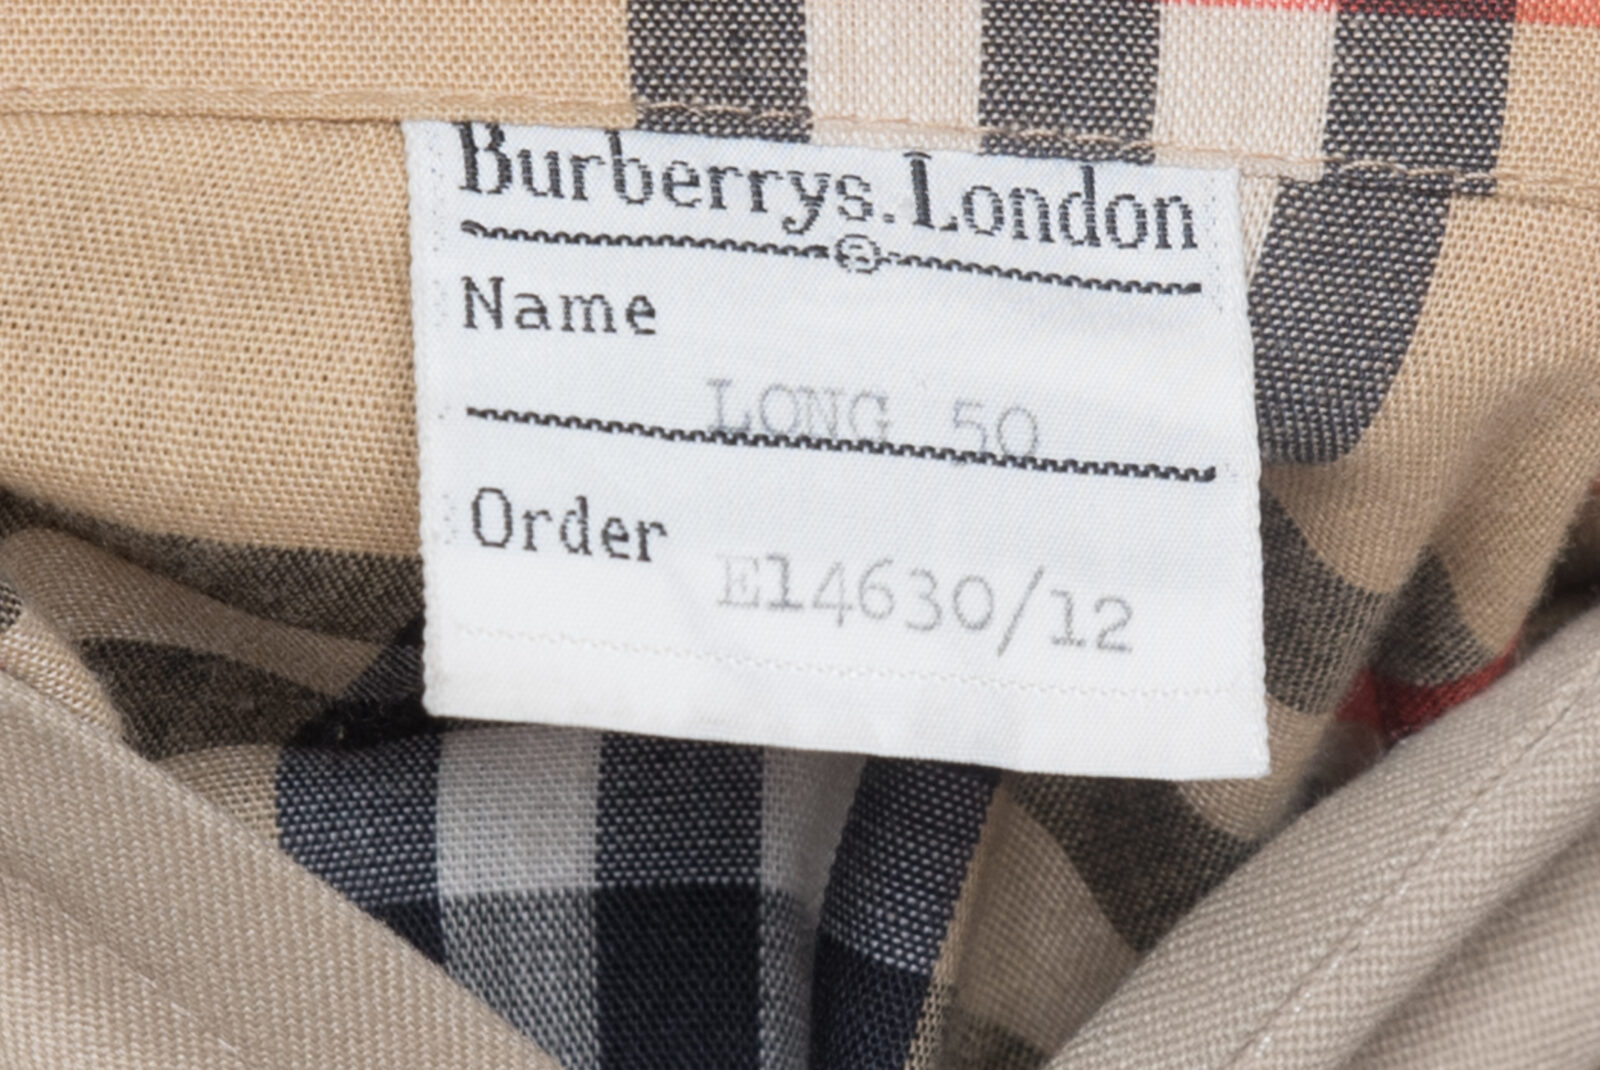 Burberrys.London
Name
LONG 50
Order
E14630/12